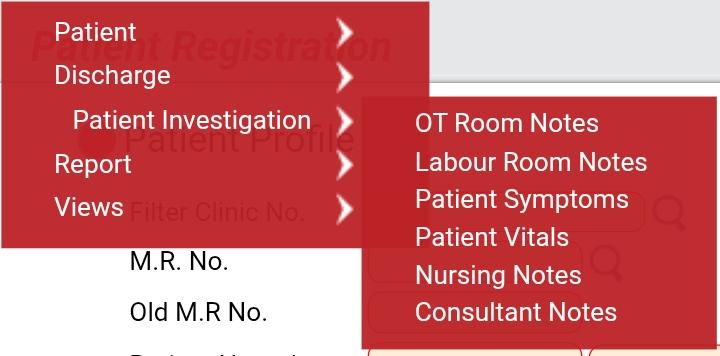 Patient Registration
Patient
Discharge
Patient Investigation
Patient Profile
Report
Views
Filter Clinic No.
M.R. No.
Old M.R No.
OT Room Notes
Labour Room Notes
Patient Symptoms
Patient Vitals
Nursing Notes
Consultant Notes